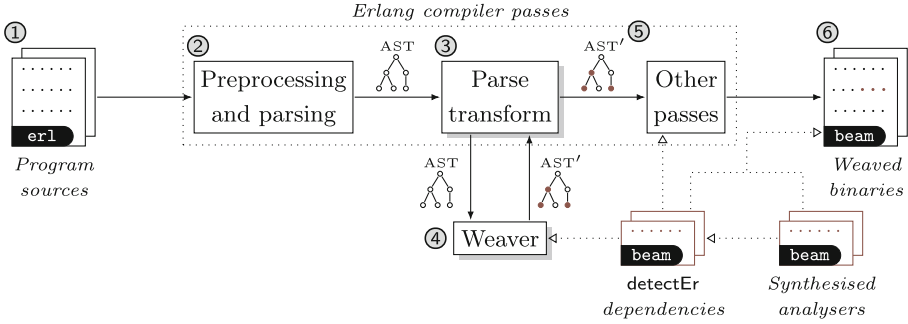 Erlang compiler passes
1
2
AST
3
AST′
5
6
Preprocessing
and parsing
Parse
transform
Other
passes
erl
beam
Program
sources
AST
AST′
Weaved
binaries
4
Weaver
beam
beam
detectEr
dependencies
Synthesised
analysers